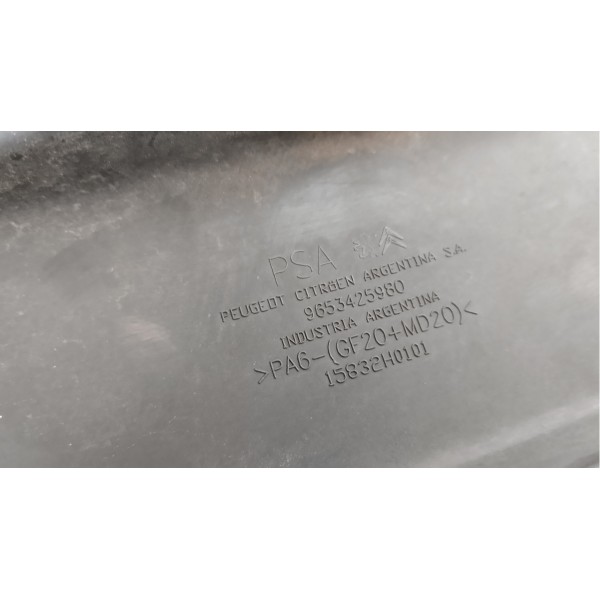 PSA
PEUGEOT CITROEN ARGENTINA S.A.
9653425980
INDUSTRIA ARGENTINA
>PA6-(GF20+MD20)<
15832H0101